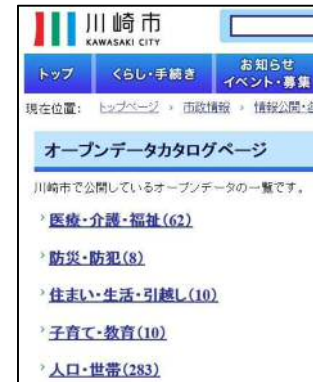 川崎市
KAWASAKI CITY
トップ
くらし・手続き
お知らせ
イベント・募集
現在位置: トップページ › 市政情報 › 情報公開・
オープンデータカタログページ
川崎市で公開しているオープンデータの一覧です。
› 医療・介護・福祉(62)
› 防災・防犯(8)
› 住まい・生活・引越し(10)
› 子育て・教育(10)
› 人口・世帯(283)